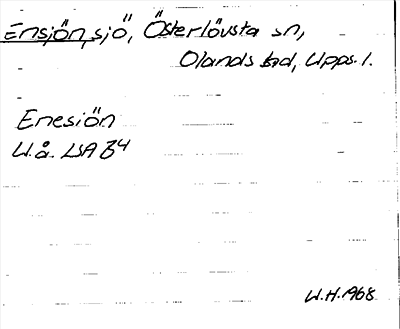 Ensjön, sjö, Österlövsta sn,
Olands hd, Upps. l.
Enesiön
U.å. LSA B4
W.H. 1968